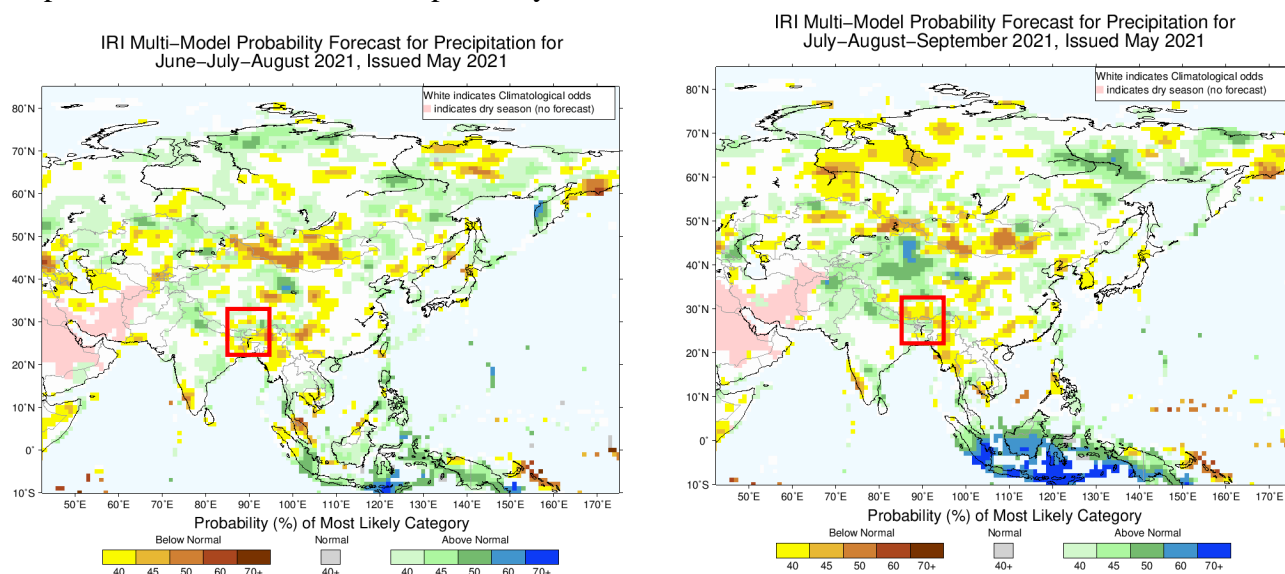 IRI Multi-Model Probability Forecast for Precipitation for
June-July-August 2021, Issued May 2021
White indicates Climatological odds
indicates dry season (no forecast)
80°N
70°N
60°N
50°N
40°N
30°N
20°N
10°N
0°
10°S
50°E 60°E 70°E 80°E 90°E 100°E 110°E 120°E 130°E 140°E 150°E 160°E 170°E
Probability (%) of Most Likely Category
Below Normal Normal Above Normal
40 45 50 60 70+ 40+ 40 45 50 60 70+
IRI Multi-Model Probability Forecast for Precipitation for
July-August-September 2021, Issued May 2021
White indicates Climatological odds
indicates dry season (no forecast)
80°N
70°N
60°N
50°N
40°N
30°N
20°N
10°N
0°
10°S
50°E 60°E 70°E 80°E 90°E 100°E 110°E 120°E 130°E 140°E 150°E 160°E 170°E
Probability (%) of Most Likely Category
Below Normal Normal Above Normal
40 45 50 60 70+ 40+ 40 45 50 60 70+